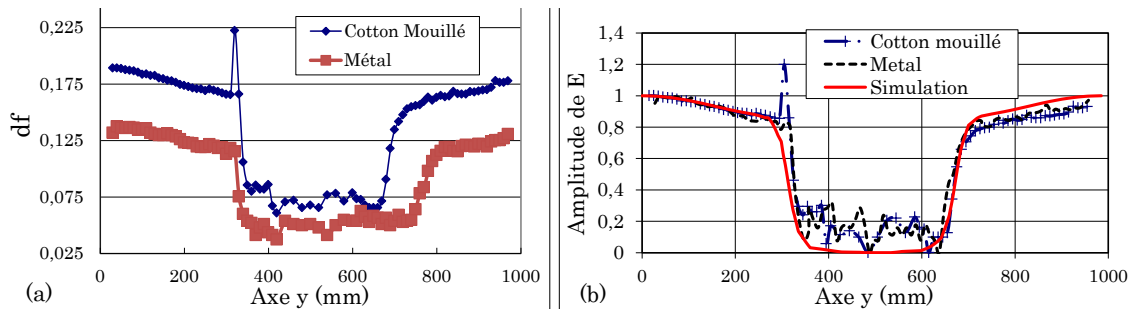 0,225
0,175
0,125
0,075
0,025
df
Cotton Mouillé
Métal
0 200 400 600 800 1000
(a)
Axe y (mm)
(b)
1,4
1,2
1
0,8
0,6
0,4
0,2
0
Amplitude de E
Cotton mouillé
Metal
Simulation
0 200 400 600 800 1000
Axe y (mm)